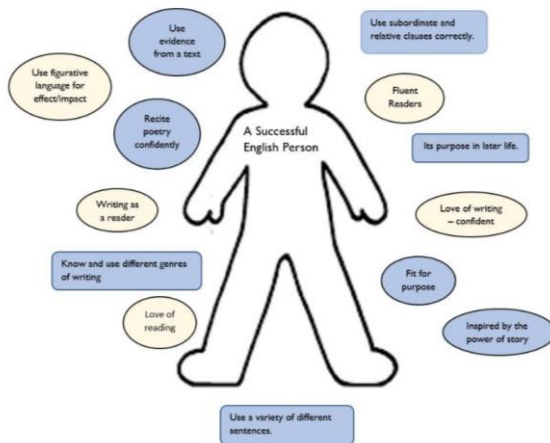 Use
evidence
from a text
Use subordinate and
relative clauses correctly.
Use figurative
language for
effect/impact
Fluent
Readers
Recite
poetry
confidently
A Successful
English Person
Its purpose in later life.
Writing as
a reader
Love of writing
– confident
Know and use different genres
of writing
Fit for
purpose
Love of
reading
Inspired by the
power of story
Use a variety of different
sentences.